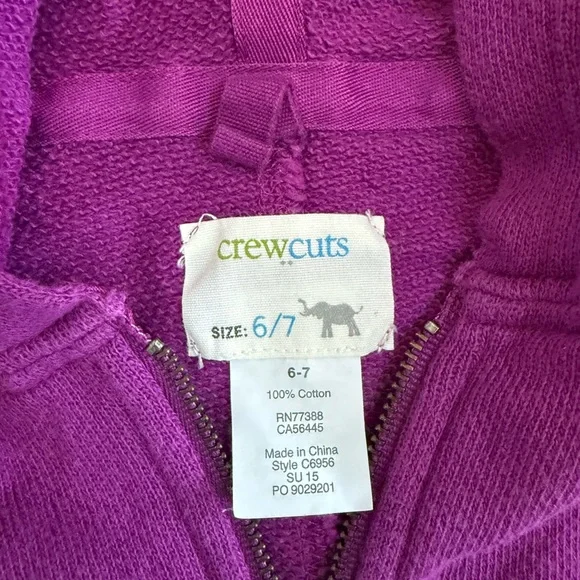 crewcuts
SIZE: 6/7
6-7
100% Cotton
RN77388
CA56445
Made in China
Style C6956
SU 15
PO 9029201